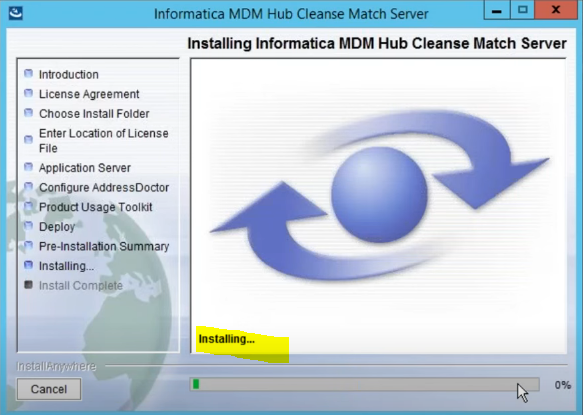 Informatica MDM Hub Cleanse Match Server
Installing Informatica MDM Hub Cleanse Match Server
Introduction
License Agreement
Choose Install Folder
Enter Location of License
File
Application Server
Configure AddressDoctor
Product Usage Toolkit
Deploy
Pre-Installation Summary
Installing...
Install Complete
Installing...
InstallAnywhere
Cancel
0%